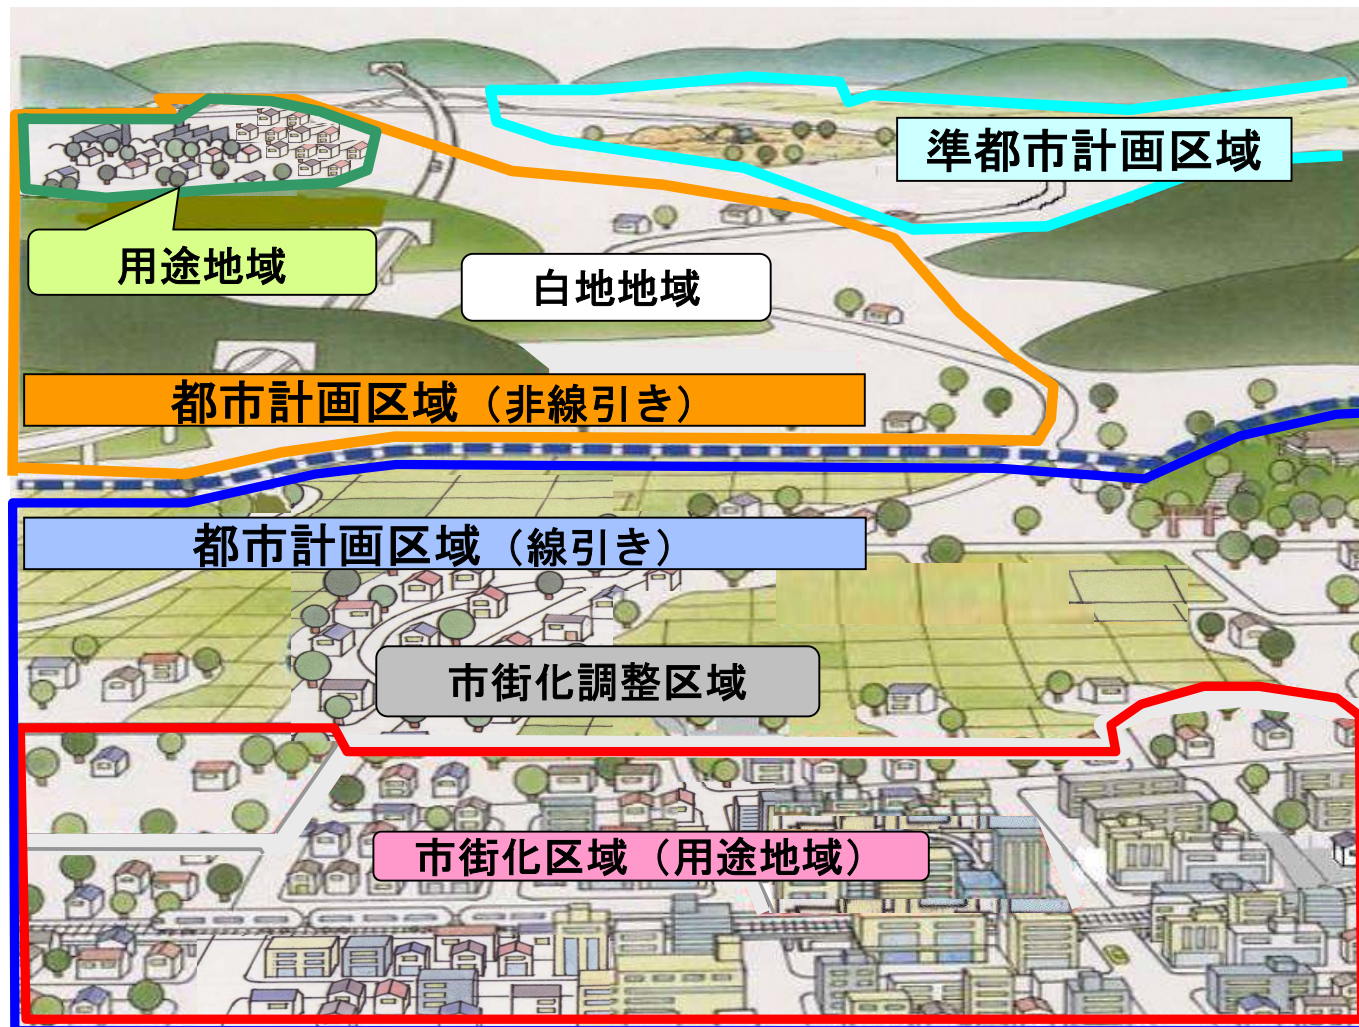 準都市計画区域
用途地域
白地地域
都市計画区域（非線引き）
都市計画区域（線引き）
市街化調整区域
市街化区域（用途地域）